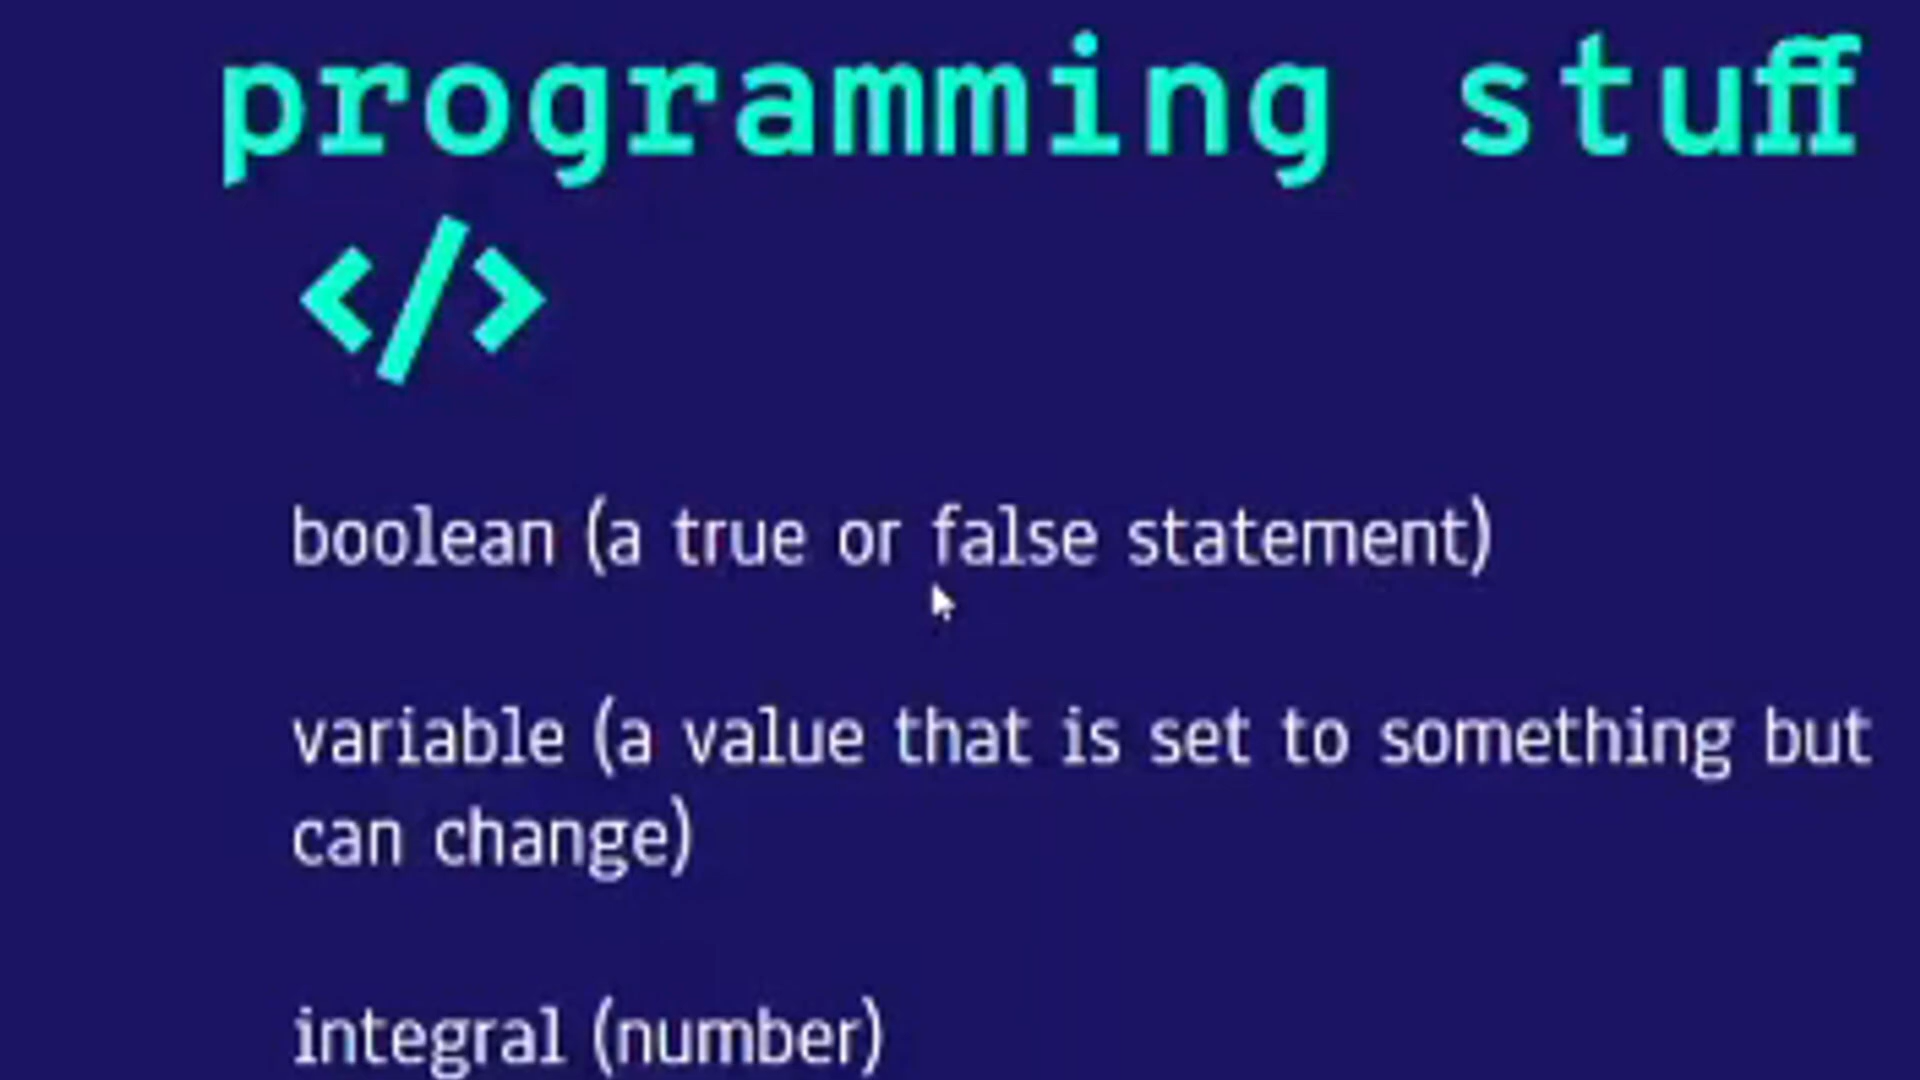 programming stuff
</>
boolean (a true or false statement)
variable (a value that is set to something but
can change)
integral (number)